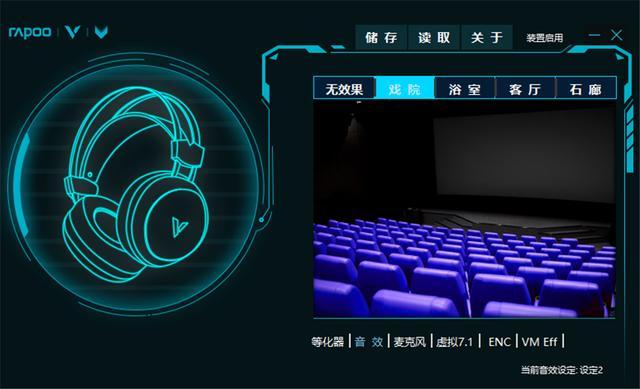 rapoo 储存 读取 关于 装置启用
无效果 戏院 浴室 客厅 石廊
等化器 音效 麦克风 虚拟7.1 ENC VM Eff
当前音效设定: 设定2